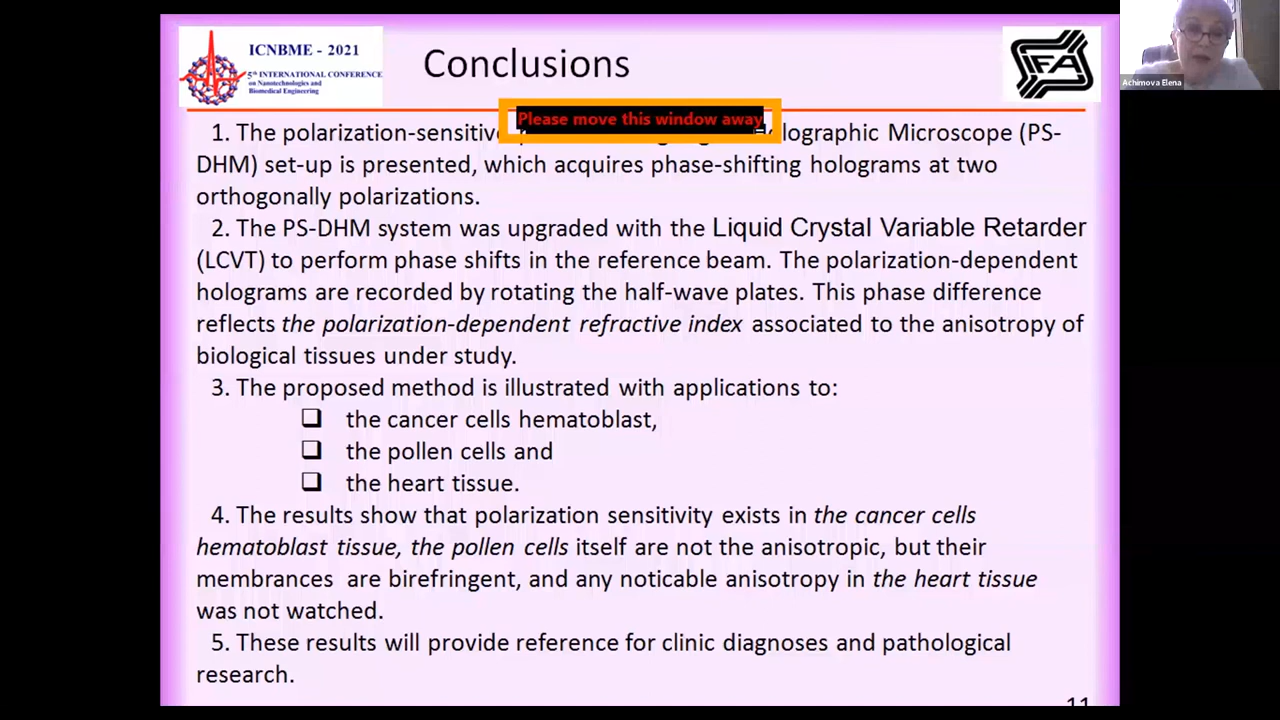 ICNBME - 2021
5th INTERNATIONAL CONFERENCE
on Nanotechnologies and
Biomedical Engineering
Conclusions
IFA
Achimova Elena
Please move this window away
1. The polarization-sensitive holographic Microscope (PS-
DHM) set-up is presented, which acquires phase-shifting holograms at two
orthogonally polarizations.
2. The PS-DHM system was upgraded with the Liquid Crystal Variable Retarder
(LCVT) to perform phase shifts in the reference beam. The polarization-dependent
holograms are recorded by rotating the half-wave plates. This phase difference
reflects the polarization-dependent refractive index associated to the anisotropy of
biological tissues under study.
3. The proposed method is illustrated with applications to:
❑ the cancer cells hematoblast,
❑ the pollen cells and
❑ the heart tissue.
4. The results show that polarization sensitivity exists in the cancer cells
hematoblast tissue, the pollen cells itself are not the anisotropic, but their
membrances are birefringent, and any noticable anisotropy in the heart tissue
was not watched.
5. These results will provide reference for clinic diagnoses and pathological
research.
11